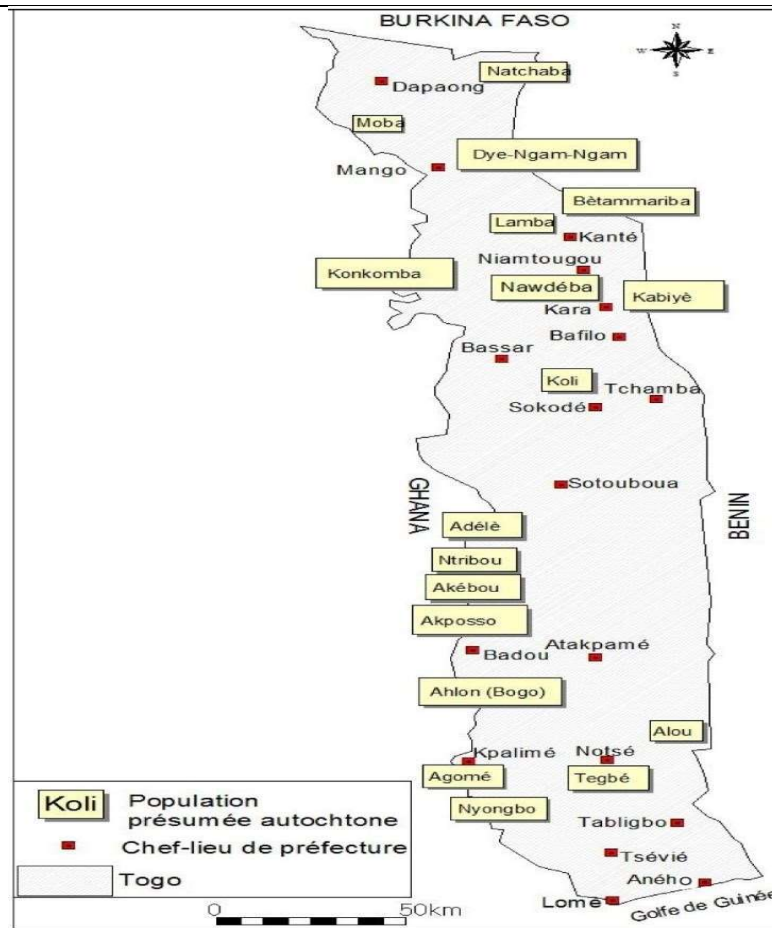 BURKINA FASO
N
W
E
S
Natchaba
Dapaong
Moba
Dye-Ngam-Ngam
Mango
Bètammariba
Lamba
Kanté
Niamtougou
Konkomba
Nawdéba
Kabiyè
Kara
Bafilo
Bassar
Koli
Tchamba
Sokodé
Sotouboua
GHANA
BENIN
Adélè
Ntribou
Akébou
Akposso
Badou
Atakpamé
Ahlon (Bogo)
Alou
Kpalimé
Notsé
Agomé
Tegbé
Nyongbo
Tabligbo
Tsévié
Aného
Lomé
Golfe de Guinée
Koli
Population
présumée autochtone
Chef-lieu de préfecture
Togo
0
50km